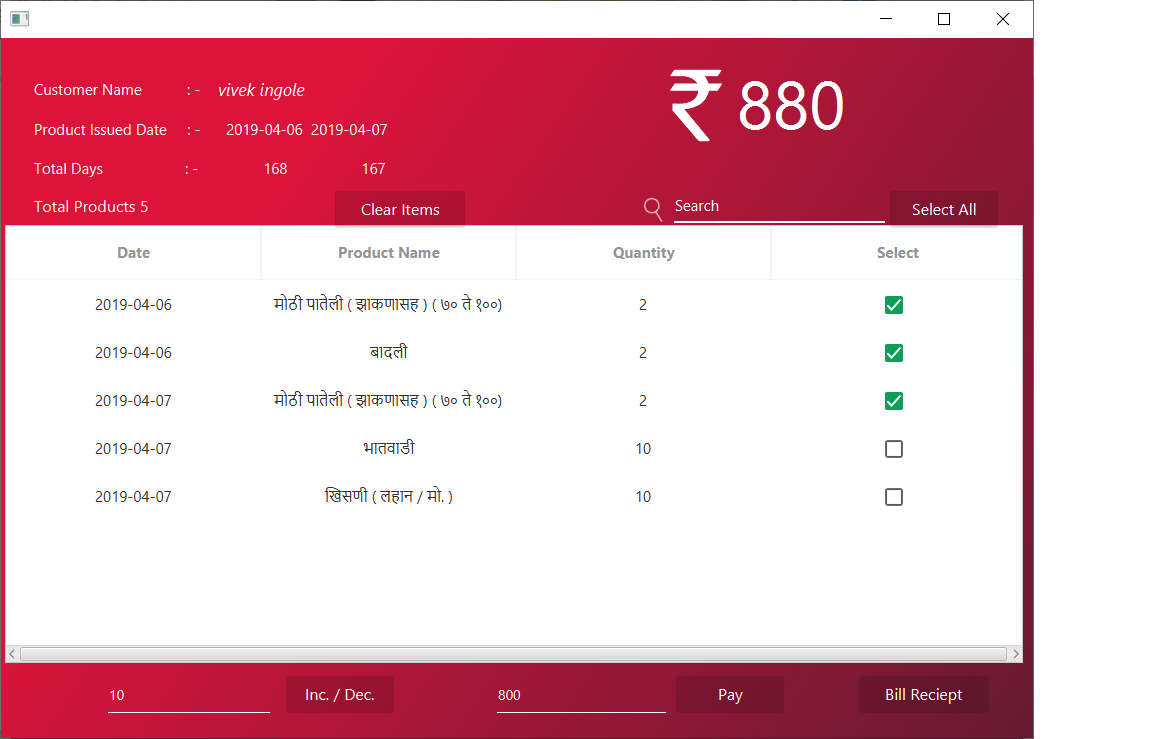 Customer Name : - vivek ingole
₹ 880
Product Issued Date : - 2019-04-06 2019-04-07
Total Days : - 168 167
Total Products 5
Clear Items
Search
Select All
Date Product Name Quantity Select
2019-04-06 मोठी पातेली ( झाकणासह ) ( ७० ते १००) 2
2019-04-06 बादली 2
2019-04-07 मोठी पातेली ( झाकणासह ) ( ७० ते १००) 2
2019-04-07 भातवाडी 10
2019-04-07 खिसणी ( लहान / मो. ) 10
10 Inc. / Dec. 800 Pay Bill Reciept